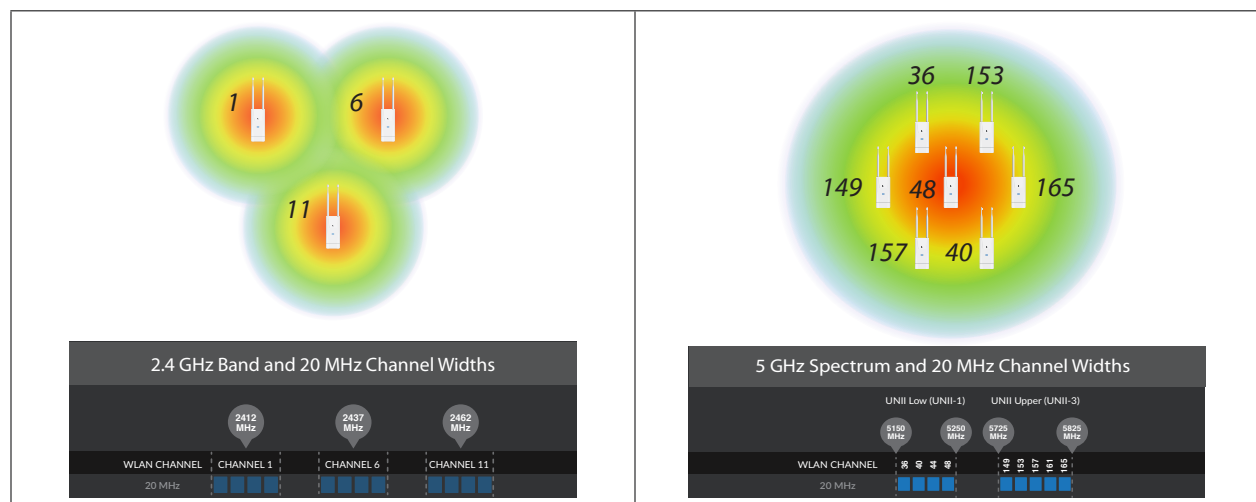 1
6
11
2.4 GHz Band and 20 MHz Channel Widths
2412
MHz
2437
MHz
2462
MHz
WLAN CHANNEL CHANNEL 1 CHANNEL 6 CHANNEL 11
20 MHz
36 153
149 48 165
157 40
5 GHz Spectrum and 20 MHz Channel Widths
UNII Low (UNII-1) UNII Upper (UNII-3)
5150
MHz
5250
MHz
5725
MHz
5825
MHz
WLAN CHANNEL 36 40 44 48 149 153 157 161 165
20 MHz